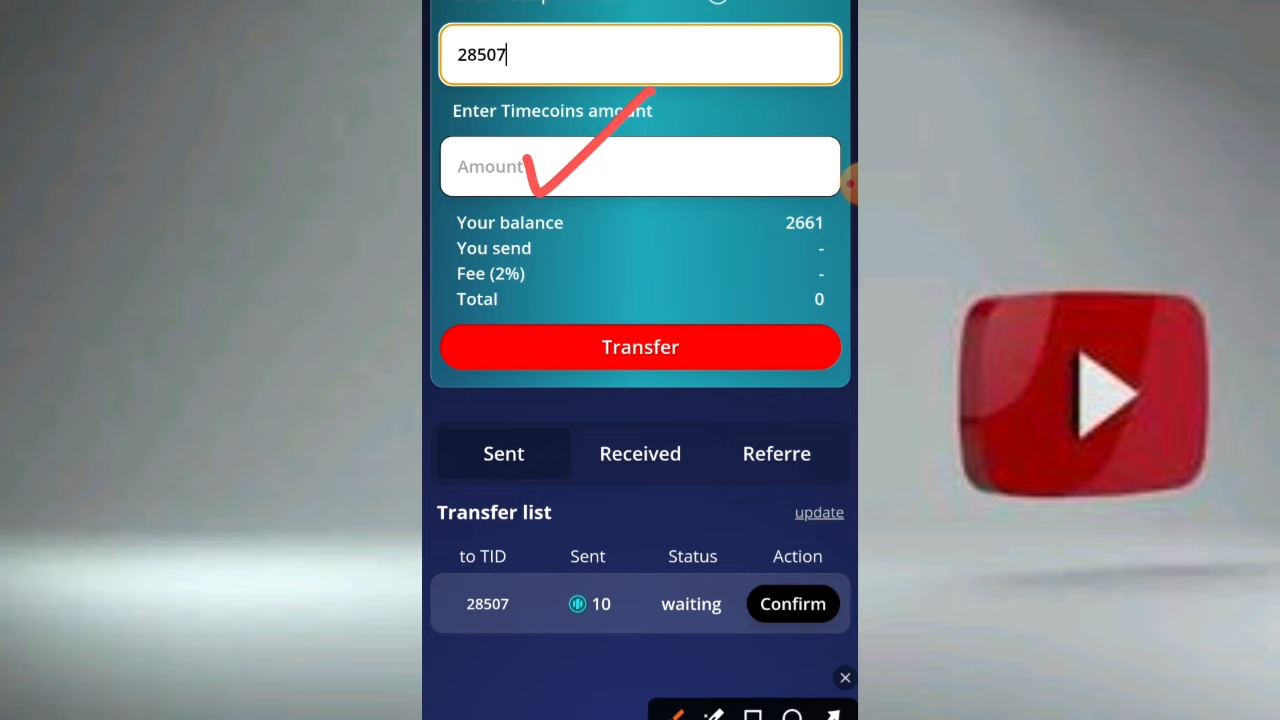 28507
Enter Timecoins amount
Amount
Your balance 2661
You send -
Fee (2%) -
Total 0
Transfer
Sent Received Referre
Transfer list update
to TID Sent Status Action
28507 10 waiting Confirm